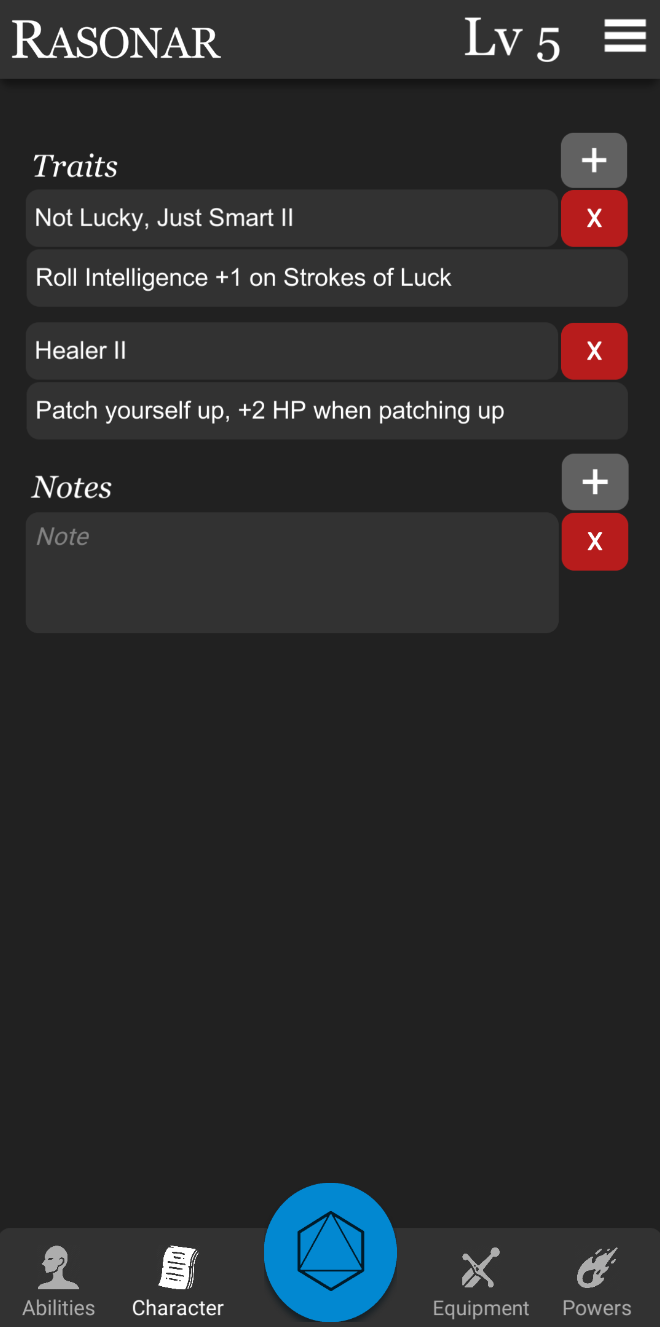 RASONAR
Lv 5
Traits
+
Not Lucky, Just Smart II
X
Roll Intelligence +1 on Strokes of Luck
Healer II
X
Patch yourself up, +2 HP when patching up
Notes
+
Note
X
Abilities
Character
Equipment
Powers